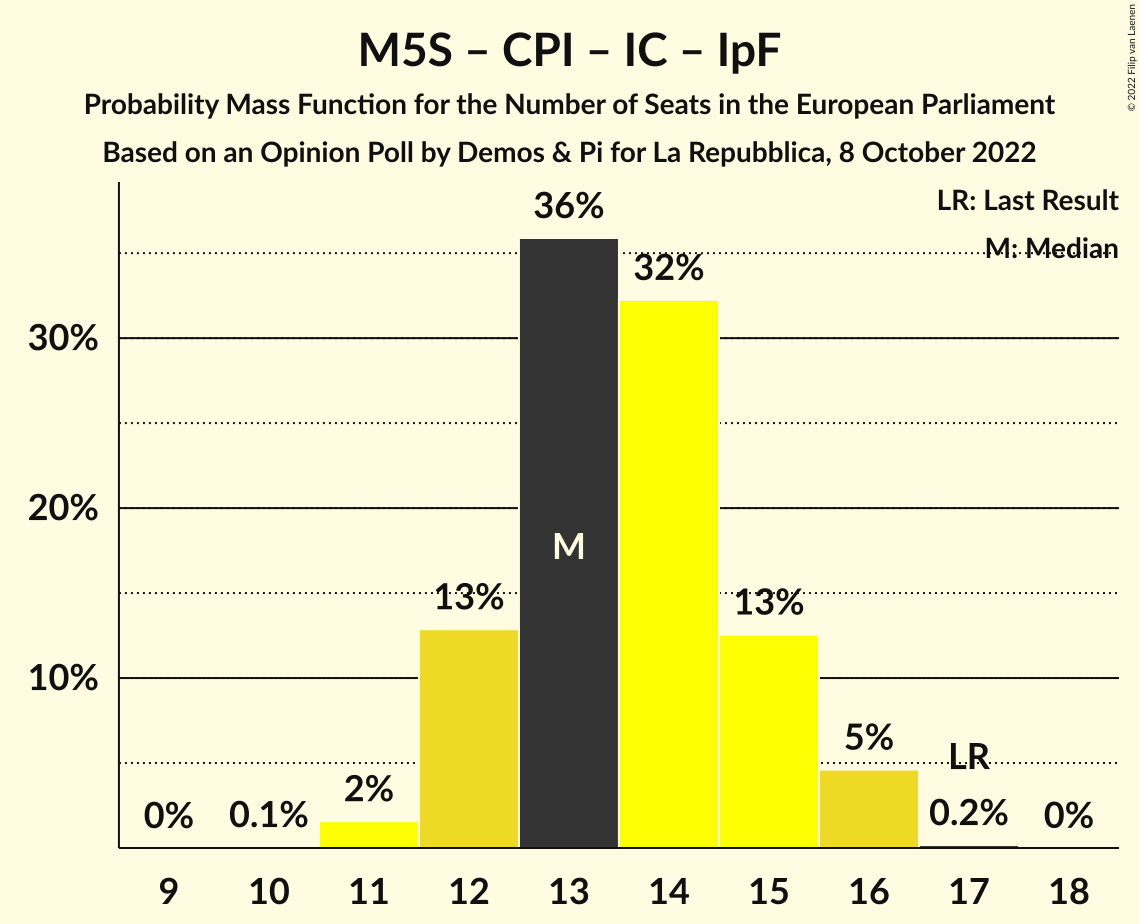 M5S – CPI – IC – IpF
Probability Mass Function for the Number of Seats in the European Parliament
Based on an Opinion Poll by Demos & Pi for La Repubblica, 8 October 2022
© 2022 Filip van Laenen
LR: Last Result
M: Median
30%
20%
10%
0%
0.1%
2%
13%
36%
M
32%
13%
5%
LR
0.2%
0%
9 10 11 12 13 14 15 16 17 18